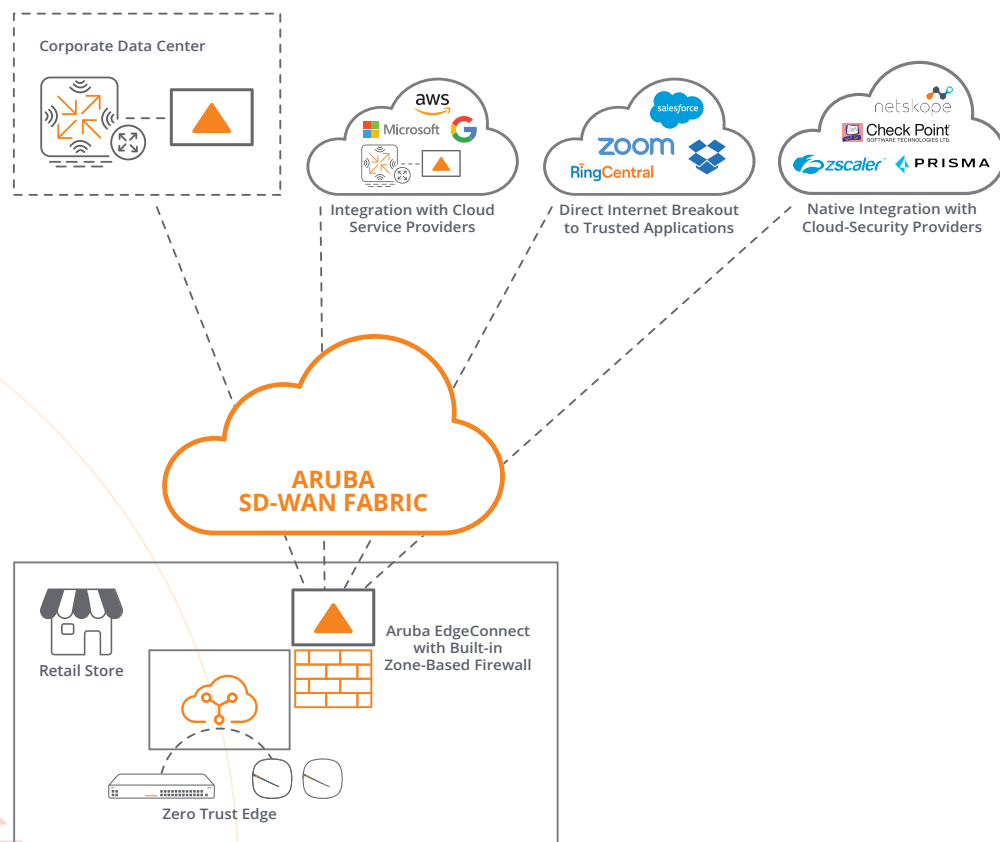 Corporate Data Center
aws
Microsoft
Integration with Cloud
Service Providers
salesforce
zoom
RingCentral
Direct Internet Breakout
to Trusted Applications
netskope
Check Point
SOFTWARE TECHNOLOGIES LTD.
zscaler
PRISMA
Native Integration with
Cloud-Security Providers
ARUBA
SD-WAN FABRIC
Retail Store
Aruba EdgeConnect
with Built-in
Zone-Based Firewall
Zero Trust Edge